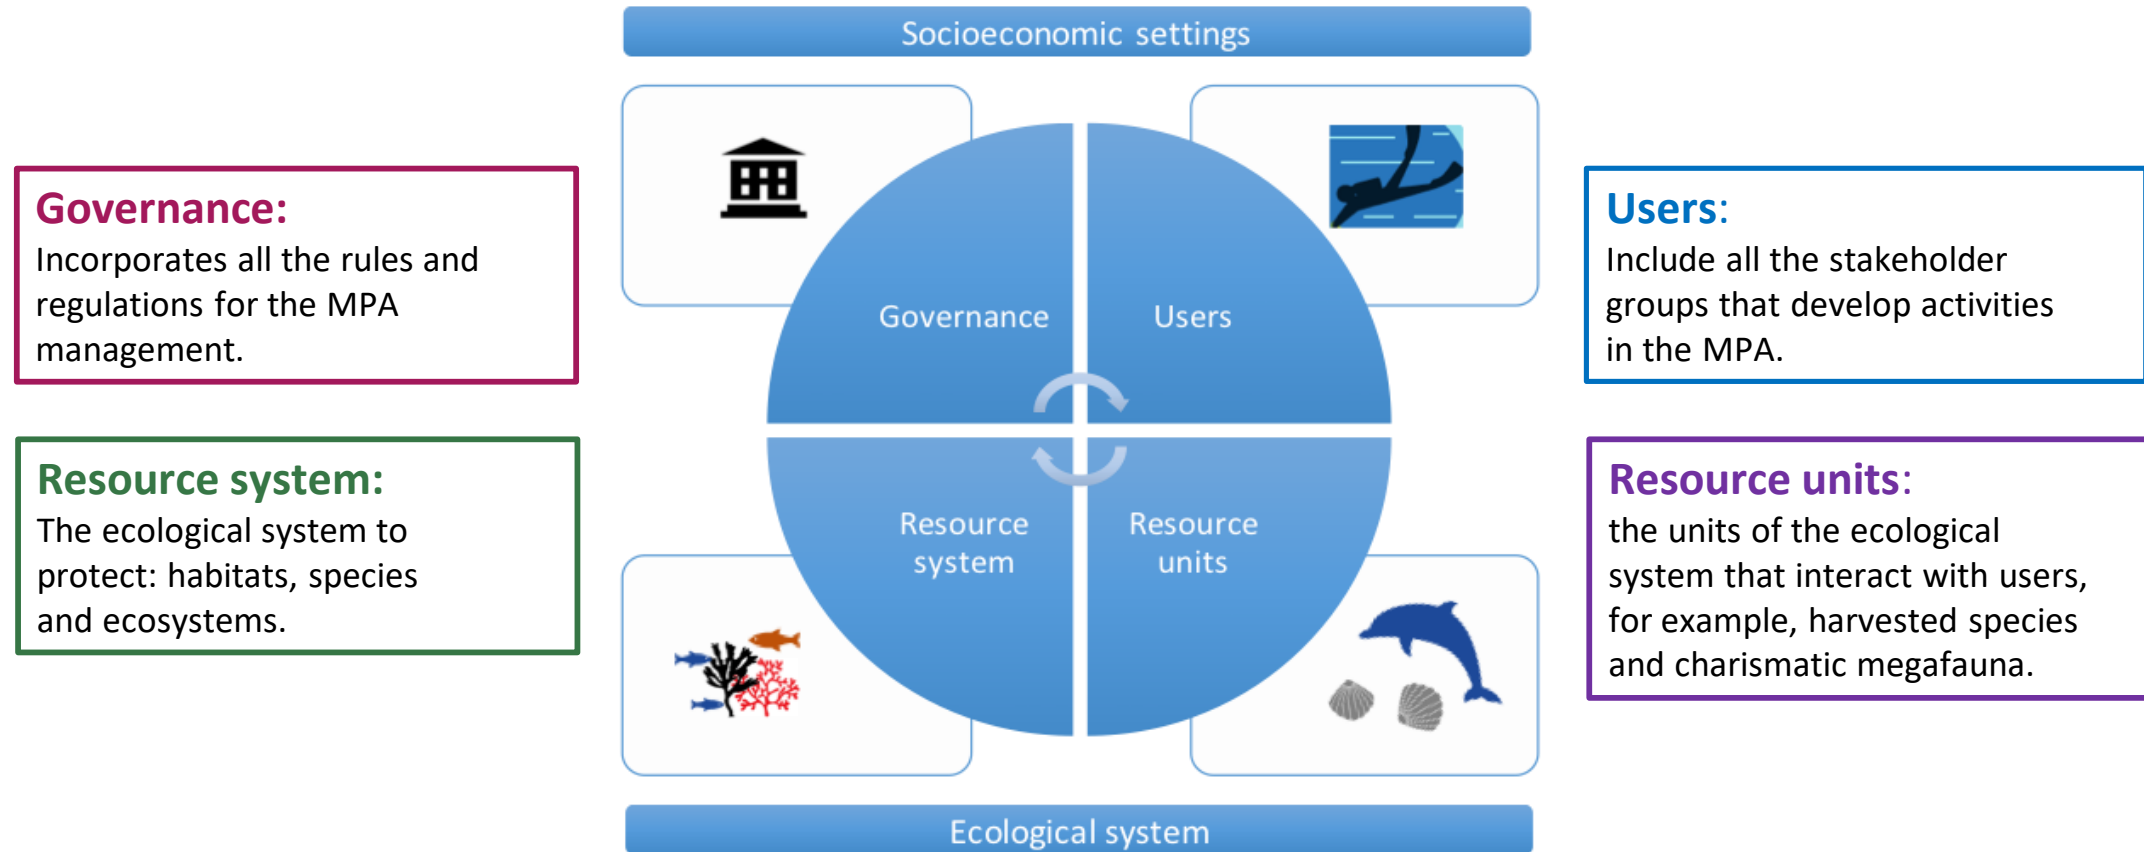 Socioeconomic settings
Governance:
Incorporates all the rules and
regulations for the MPA
management.
Governance
Users
Users:
Include all the stakeholder
groups that develop activities
in the MPA.
Resource system:
The ecological system to
protect: habitats, species
and ecosystems.
Resource
system
Resource
units
Resource units:
the units of the ecological
system that interact with users,
for example, harvested species
and charismatic megafauna.
Ecological system